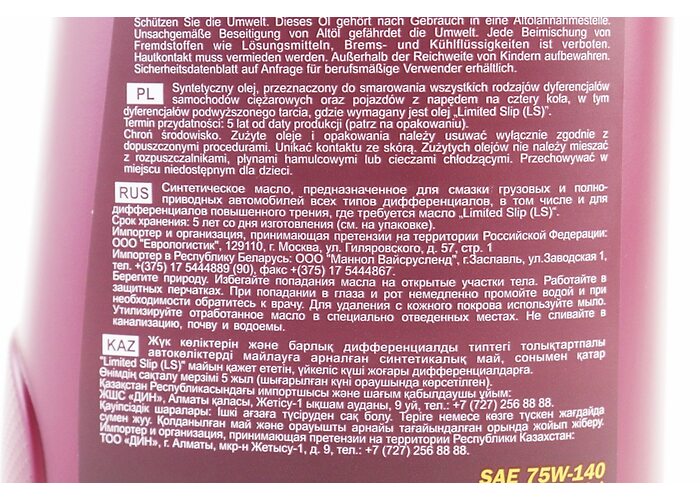 Schützen Sie die Umwelt. Dieses Öl gehört nach Gebrauch in eine Altölannahmestelle.
Unsachgemäße Beseitigung von Altöl gefährdet die Umwelt. Jede Beimischung von
Fremdstoffen wie Lösungsmitteln, Brems- und Kühlflüssigkeiten ist verboten.
Hautkontakt muss vermieden werden. Außerhalb der Reichweite von Kindern aufbewahren.
Sicherheitsdatenblatt auf Anfrage für berufsmäßige Verwender erhältlich.
PL Syntetyczny olej, przeznaczony do smarowania wszystkich rodzajów dyferencjałów
samochodów ciężarowych oraz pojazdów z napędem na cztery koła, w tym
dyferencjałów podwyższonego tarcia, gdzie wymagany jest olej „Limited Slip (LS)".
Termin przydatności: 5 lat od daty produkcji (patrz na opakowaniu).
Chroń środowisko. Zużyte oleje i opakowania należy usuwać wyłącznie zgodnie z
dopuszczonymi procedurami. Unikać kontaktu ze skórą. Zużytych olejów nie należy mieszać
z rozpuszczalnikami, płynami hamulcowymi lub cieczami chłodzącymi. Przechowywać w
miejscu niedostępnym dla dzieci.
RUS Синтетическое масло, предназначенное для смазки грузовых и полно-
приводных автомобилей всех типов дифференциалов, в том числе и для
дифференциалов повышенного трения, где требуется масло „Limited Slip (LS)".
Срок хранения: 5 лет со дня изготовления (см. на упаковке).
Импортер и организация, принимающая претензии на территории Российской Федерации:
ООО "Еврологистик", 129110, г. Москва, ул. Гиляровского, д. 57, стр. 1
Импортер в Республику Беларусь: ООО "Маннол Вайсрусленд", г.Заславль, ул.Заводская 1,
тел. +(375) 17 5444889 (90), факс +(375) 17 5444867.
Берегите природу. Избегайте попадания масла на открытые участки тела. Работайте в
защитных перчатках. При попадании в глаза и рот немедленно промойте водой и при
необходимости обратитесь к врачу. Для удаления с кожного покрова используйте мыло.
Утилизируйте отработанное масло в специально отведенных местах. Не сливайте в
канализацию, почву и водоемы.
KAZ Жүк көліктерін және барлық дифференциалды типтегі толықтартпалы
автокөліктерді майлауға арналған синтетикалық май, сонымен қатар
"Limited Slip (LS)" майын қажет ететін, үйкеліс күші жоғары дифференциалдарға.
Өнімдің сақталу мерзімі 5 жыл (шығарылған күні орауышында көрсетілген).
Қазақстан Республикасындағы импортшысы және шағым қабылдаушы ұйым:
ЖШС «ДИН», Алматы қаласы, Жетісу-1 ықшам ауданы, 9 уй, тел.: +7 (727) 256 88 88.
Қауіпсіздік шаралары: Ішкі ағзаға түсіруден сақ болу. Теріге немесе көзге түскен жағдайда
сумен жуу. Қолданылған май және орауышты арнайы тағайындалған орында жойып жіберу.
Импортер и организация, принимающая претензии на территории Республики Казахстан:
ТОО «ДИН», г. Алматы, мкр-н Жетысу-1, д. 9, тел.: +7 (727) 256 88 88.
SAE 75W-140